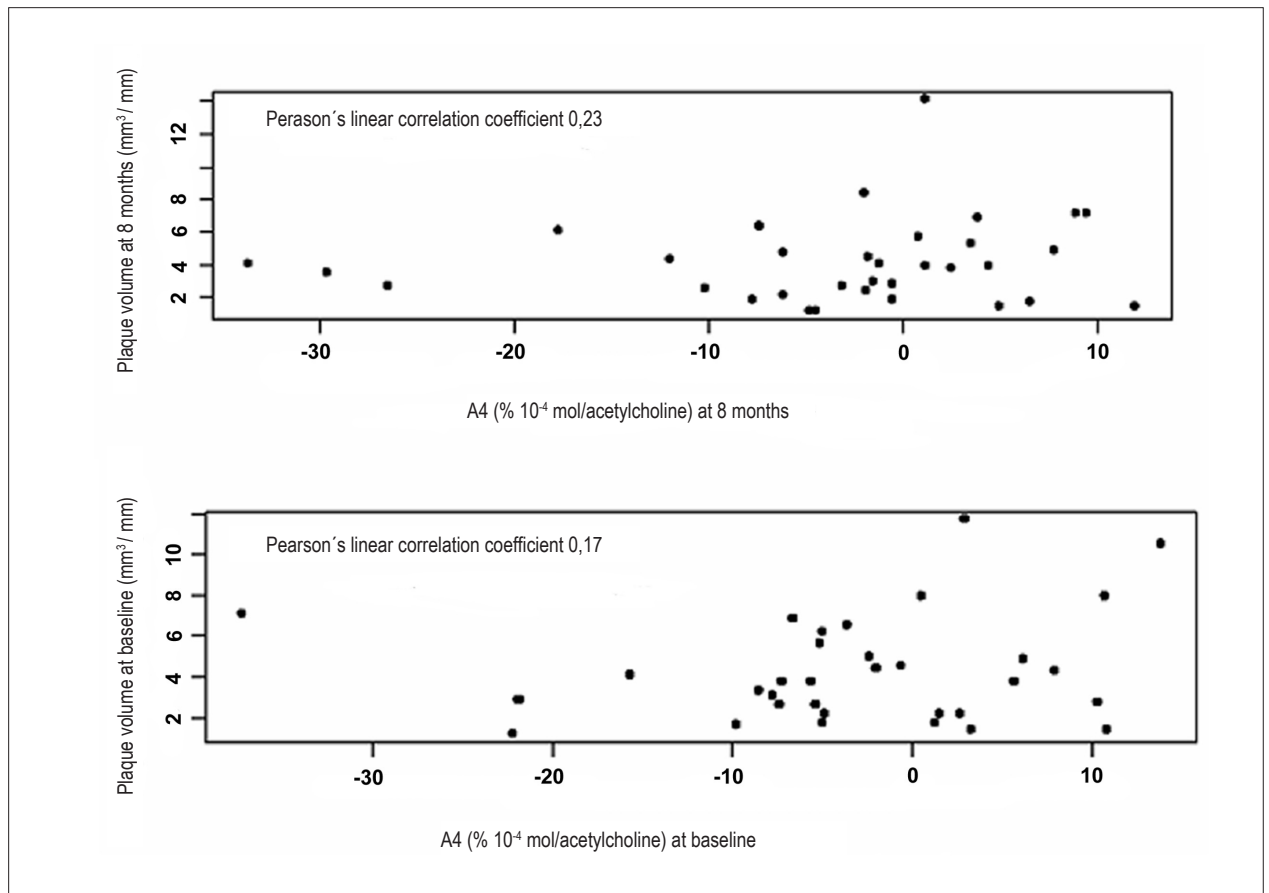 Plaque volume at 8 months (mm³/ mm)
Perason´s linear correlation coefficient 0,23
12
8
6
4
2
-30 -20 -10 0 10
A4 (% 10⁻⁴ mol/acetylcholine) at 8 months
Plaque volume at baseline (mm³/ mm)
Pearson´s linear correlation coefficient 0,17
10
8
6
4
2
-30 -20 -10 0 10
A4 (% 10⁻⁴ mol/acetylcholine) at baseline